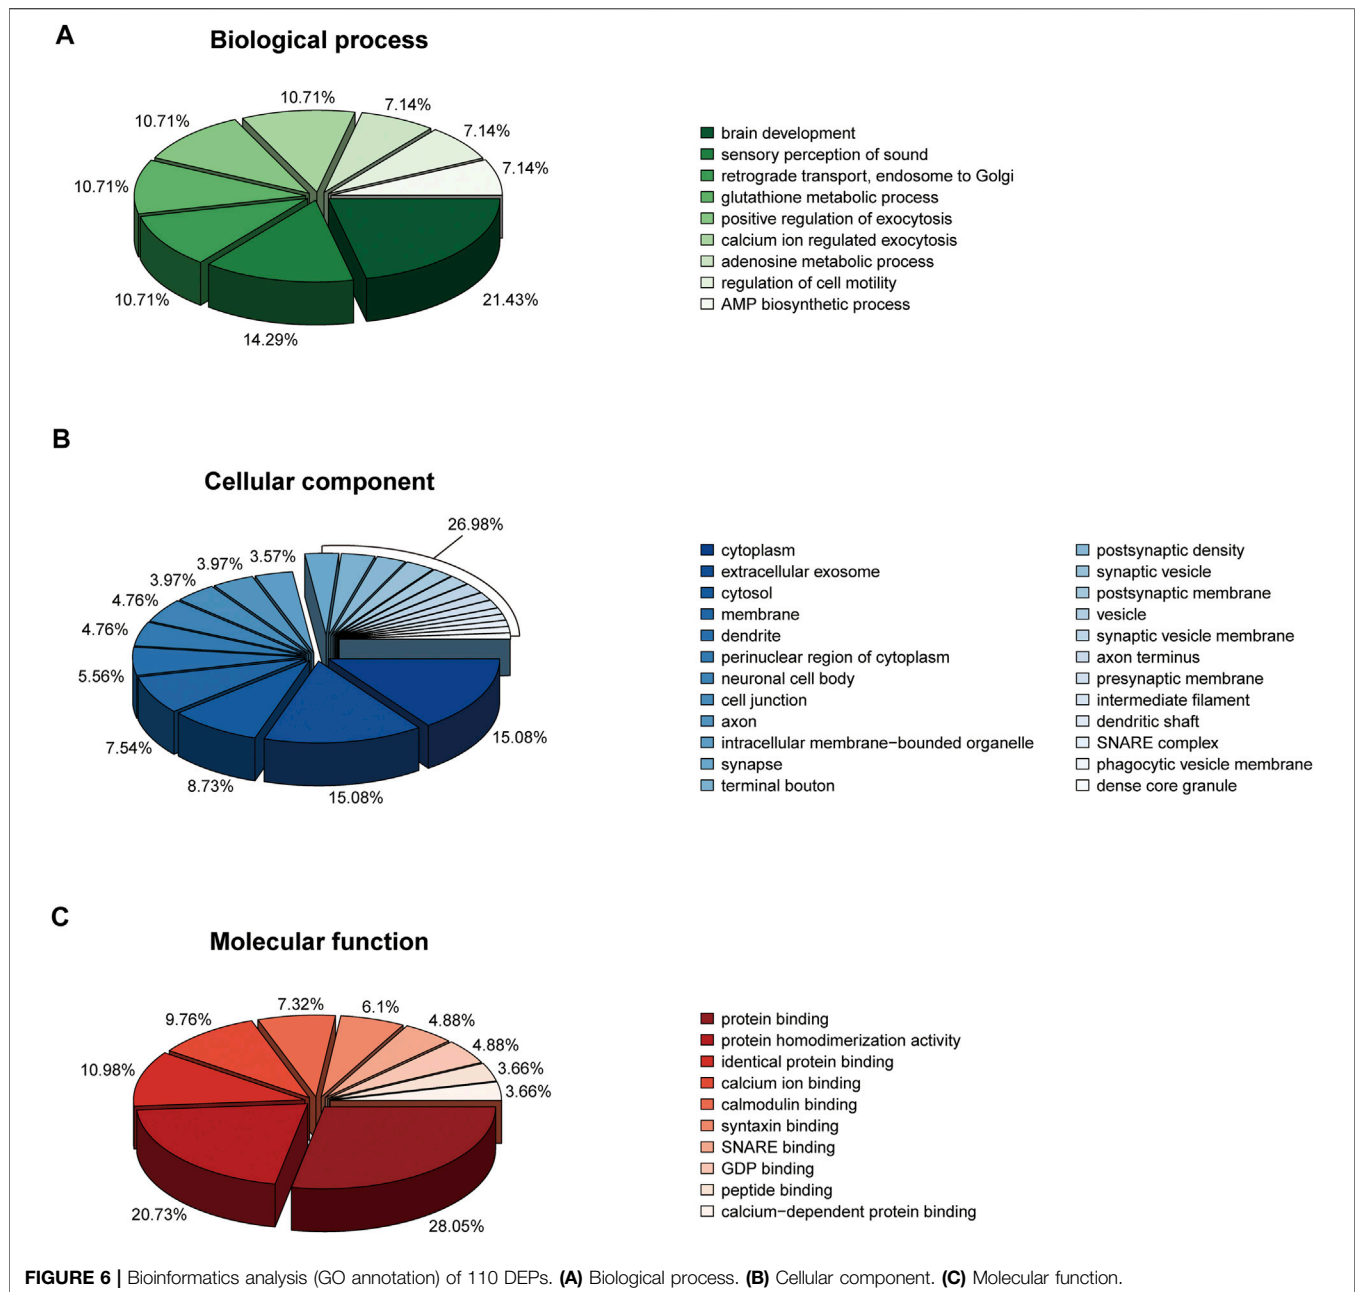 A
Biological process
10.71%
7.14%
10.71%
7.14%
7.14%
10.71%
10.71%
21.43%
14.29%
brain development
sensory perception of sound
retrograde transport, endosome to Golgi
glutathione metabolic process
positive regulation of exocytosis
calcium ion regulated exocytosis
adenosine metabolic process
regulation of cell motility
AMP biosynthetic process
B
Cellular component
26.98%
3.57%
3.97%
3.97%
4.76%
4.76%
5.56%
7.54%
8.73%
15.08%
15.08%
cytoplasm
extracellular exosome
cytosol
membrane
dendrite
perinuclear region of cytoplasm
neuronal cell body
cell junction
axon
intracellular membrane−bounded organelle
synapse
terminal bouton
postsynaptic density
synaptic vesicle
postsynaptic membrane
vesicle
synaptic vesicle membrane
axon terminus
presynaptic membrane
intermediate filament
dendritic shaft
SNARE complex
phagocytic vesicle membrane
dense core granule
C
Molecular function
7.32%
6.1%
9.76%
4.88%
4.88%
10.98%
3.66%
3.66%
20.73%
28.05%
protein binding
protein homodimerization activity
identical protein binding
calcium ion binding
calmodulin binding
syntaxin binding
SNARE binding
GDP binding
peptide binding
calcium−dependent protein binding
FIGURE 6 | Bioinformatics analysis (GO annotation) of 110 DEPs. (A) Biological process. (B) Cellular component. (C) Molecular function.